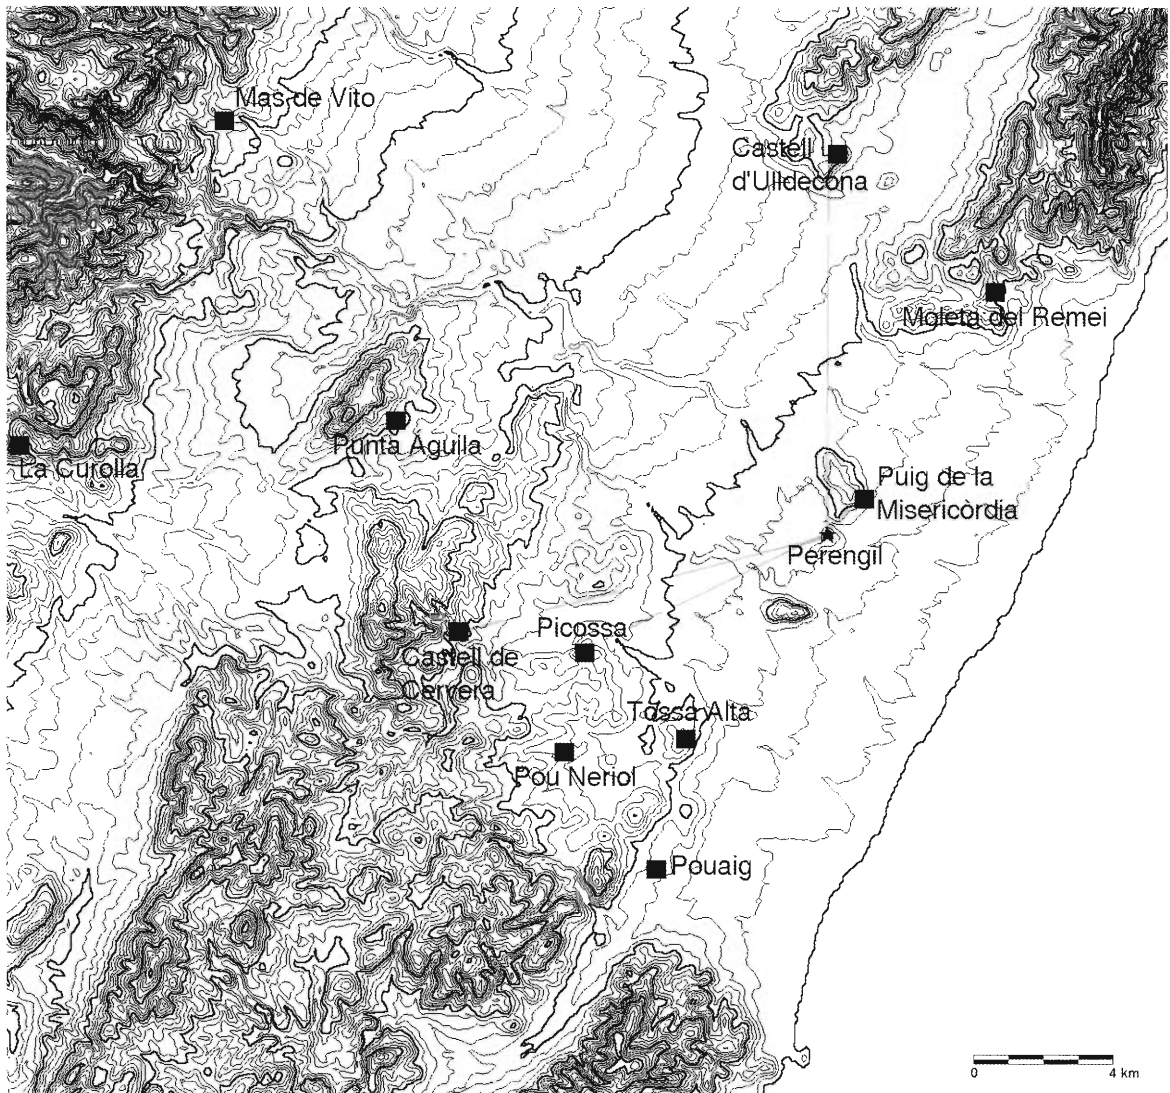 Mas de Vito
Castell
d'Ulldecona
Moleta del Remei
Punta Aguila
La Curolla
Puig de la
Misericòrdia
Perengil
Picossa
Castell de
Cervera
Tossa Alta
Pou Neriol
Pouaig
0 4 km